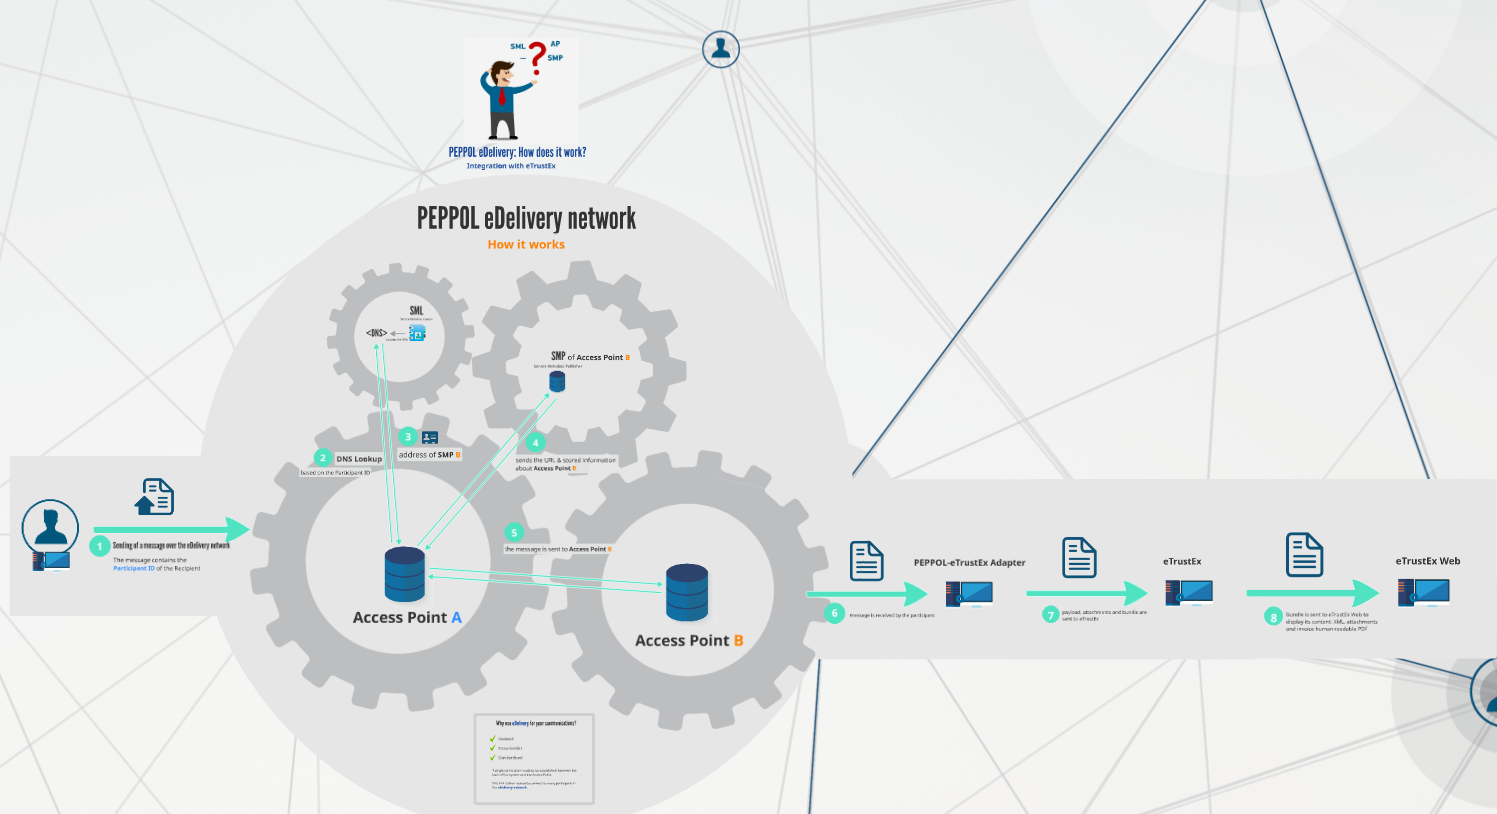 SML
AP
SMP
PEPPOL eDelivery: How does it work?
Integration with eTrustEx
PEPPOL eDelivery network
How it works
SML
<DNS>
SMP of Access Point B
Service Metadata Publisher
3
address of SMP B
2 DNS Lookup
based on the Participant ID
4
sends the URL & stored information
about Access Point B
1 Sending of a message over the eDelivery network
The message contains the
Participant ID of the Recipient
5
the message is sent to Access Point B
Access Point A
Access Point B
PEPPOL-eTrustEx Adapter
eTrustEx
eTrustEx Web
6 message is received by the participant
7 payload, attachments and bundle are
sent to eTrustEx
8 Bundle is sent to eTrustEx Web to
display its content: XML, attachments
and invoice human readable PDF
Why use eDelivery for your communications?
Standardised
eDelivery network